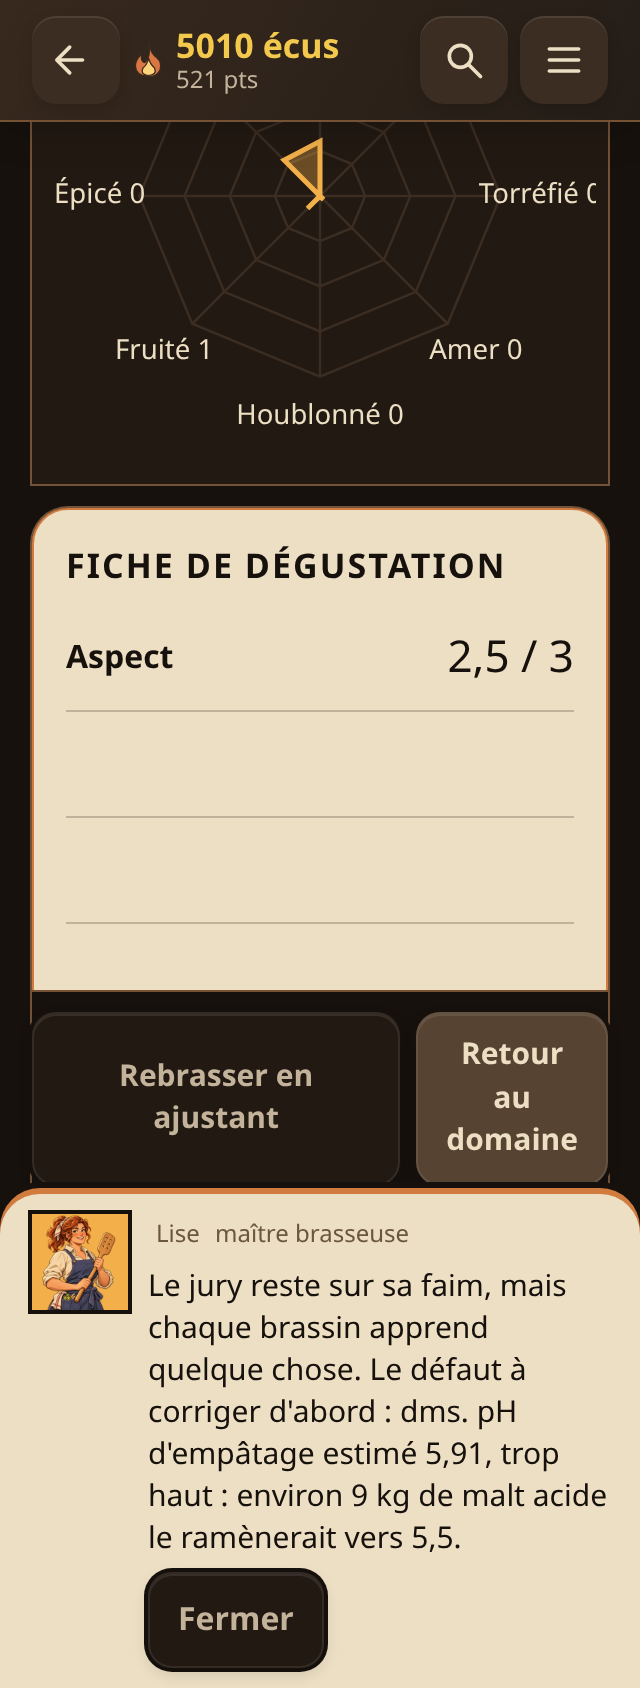 5010 écus
521 pts
Épicé 0
Torréfié 0
Fruité 1
Amer 0
Houblonné 0
FICHE DE DÉGUSTATION
Aspect 2,5 / 3
Rebrasser en
ajustant
Retour
au
domaine
Lise maître brasseuse
Le jury reste sur sa faim, mais
chaque brassin apprend
quelque chose. Le défaut à
corriger d'abord : dms. pH
d'empâtage estimé 5,91, trop
haut : environ 9 kg de malt acide
le ramènerait vers 5,5.
Fermer